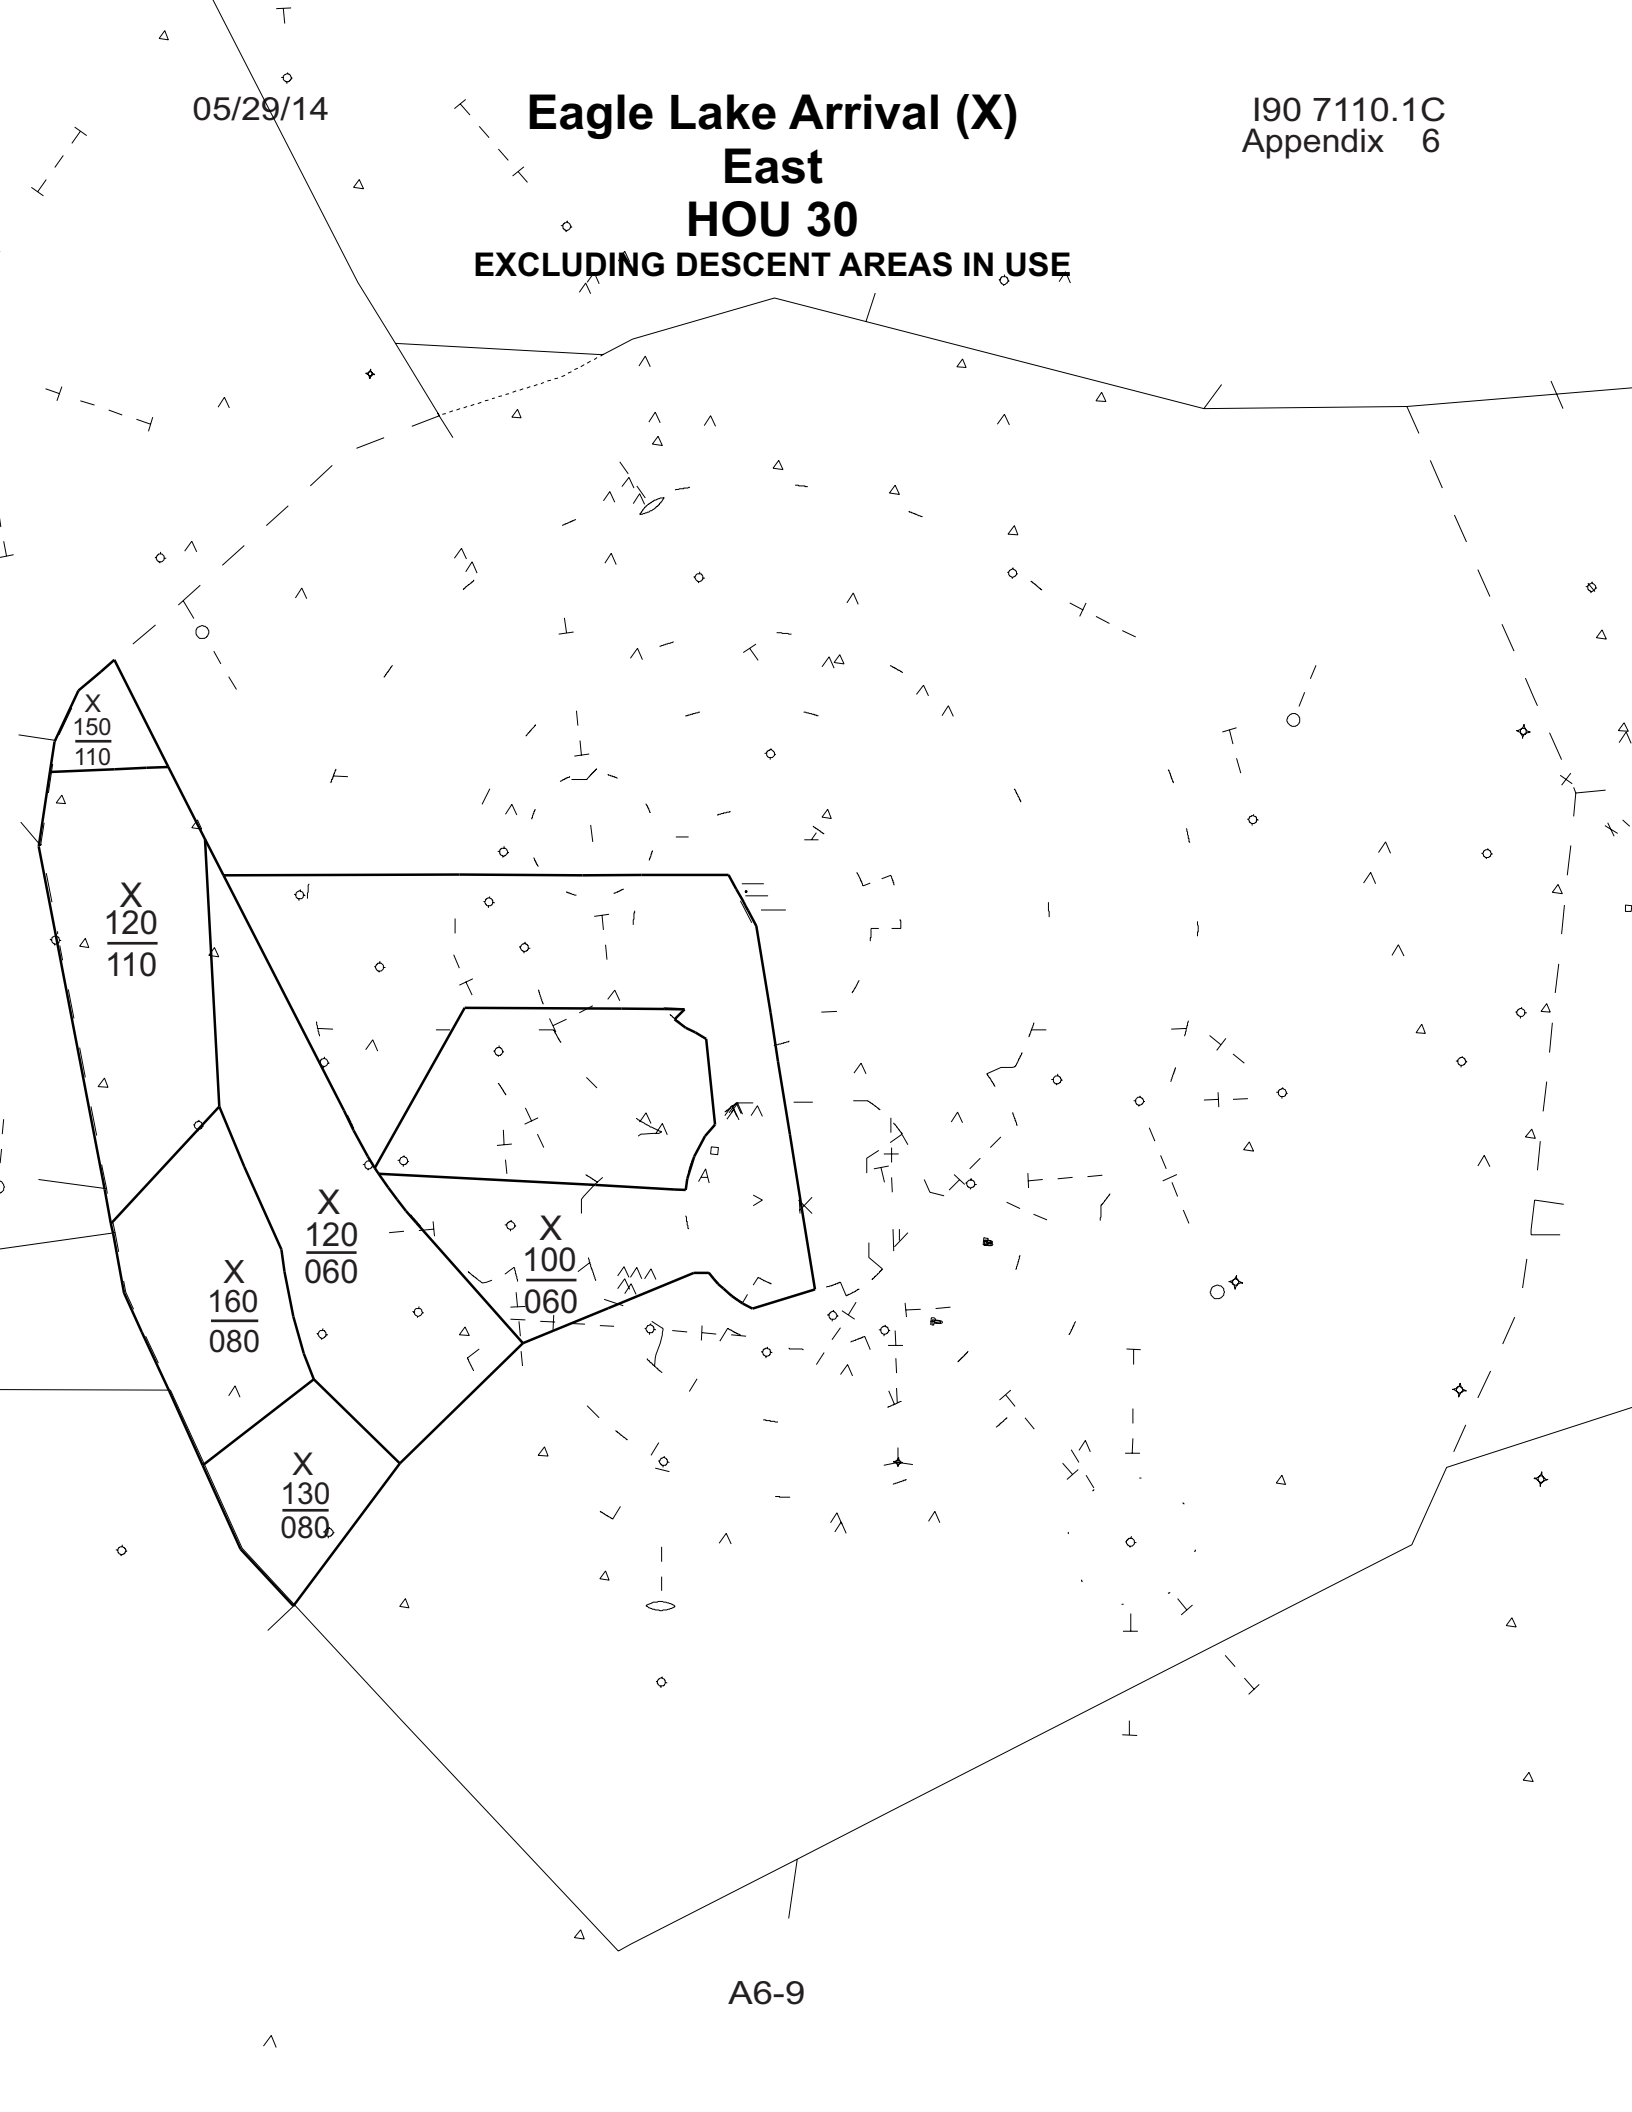 05/29/14
Eagle Lake Arrival (X)
East
HOU 30
EXCLUDING DESCENT AREAS IN USE
I90 7110.1C
Appendix 6
X
150
110
X
120
110
X
120
060
X
100
060
X
160
080
X
130
080
A6-9